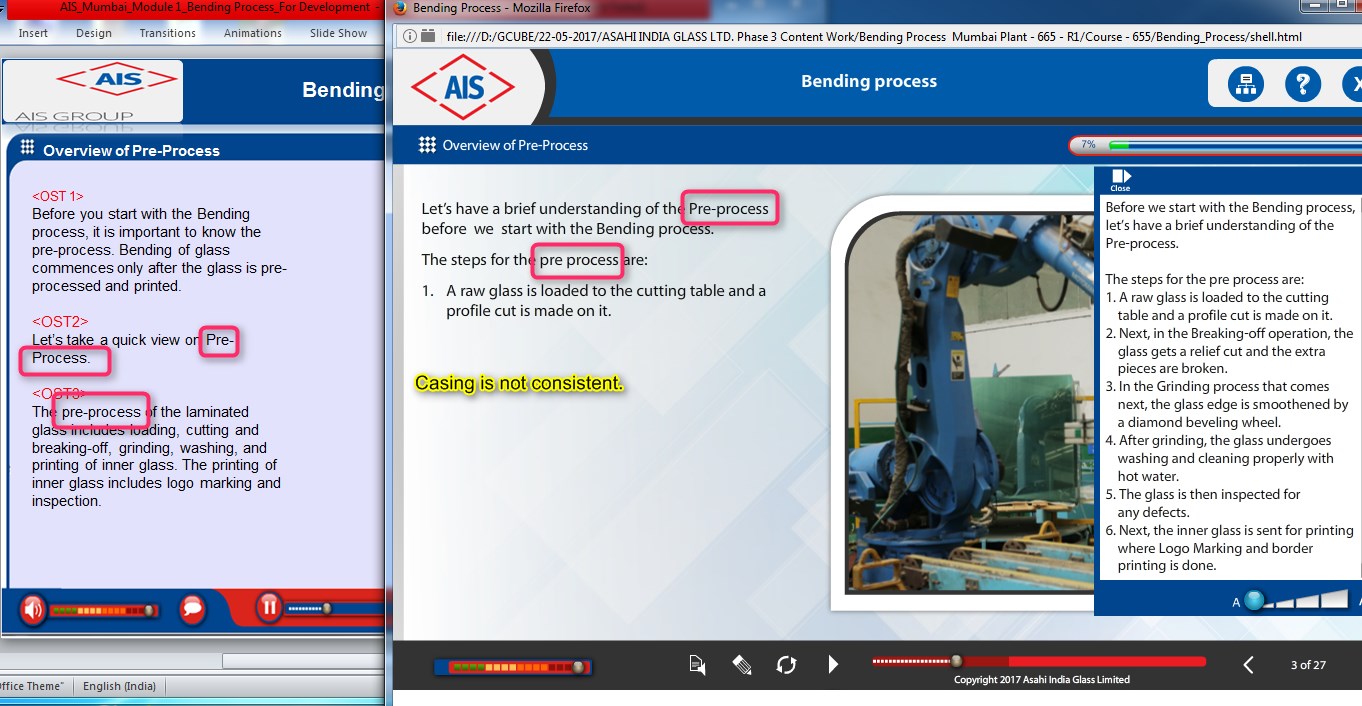 AIS_Mumbai_Module 1_Bending Process_For Development -
Insert Design Transitions Animations Slide Show
AIS
AIS GROUP
Bending
Overview of Pre-Process
<OST 1>
Before you start with the Bending
process, it is important to know the
pre-process. Bending of glass
commences only after the glass is pre-
processed and printed.
<OST2>
Let's take a quick view on Pre-
Process.
<OST3>
The pre-process of the laminated
glass includes loading, cutting and
breaking-off, grinding, washing, and
printing of inner glass. The printing of
inner glass includes logo marking and
inspection.
ffice Theme" English (India)
Bending Process - Mozilla Firefox
file:///D:/GCUBE/22-05-2017/ASAHI INDIA GLASS LTD. Phase 3 Content Work/Bending Process Mumbai Plant - 665 - R1/Course - 655/Bending_Process/shell.html
AIS
Bending process
?
X
Overview of Pre-Process
7%
Let's have a brief understanding of the Pre-process
before we start with the Bending process.
The steps for the pre process are:
1. A raw glass is loaded to the cutting table and a
profile cut is made on it.
Casing is not consistent.
Close
Before we start with the Bending process,
let's have a brief understanding of the
Pre-process.
The steps for the pre process are:
1. A raw glass is loaded to the cutting
table and a profile cut is made on it.
2. Next, in the Breaking-off operation, the
glass gets a relief cut and the extra
pieces are broken.
3. In the Grinding process that comes
next, the glass edge is smoothened by
a diamond beveling wheel.
4. After grinding, the glass undergoes
washing and cleaning properly with
hot water.
5. The glass is then inspected for
any defects.
6. Next, the inner glass is sent for printing
where Logo Marking and border
printing is done.
A
3 of 27
Copyright 2017 Asahi India Glass Limited